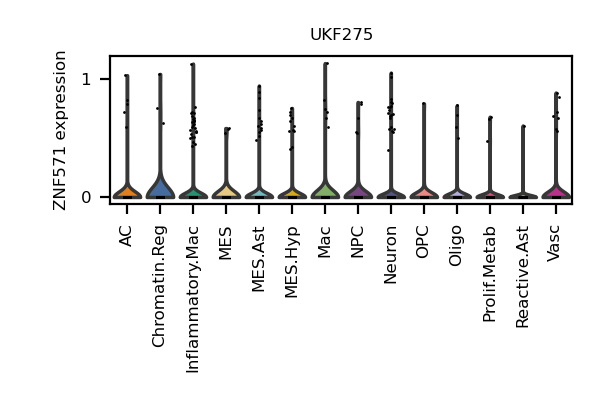 UKF275
ZNF571 expression
1
0
AC
Chromatin.Reg
Inflammatory.Mac
MES
MES.Ast
MES.Hyp
Mac
NPC
Neuron
OPC
Oligo
Prolif.Metab
Reactive.Ast
Vasc